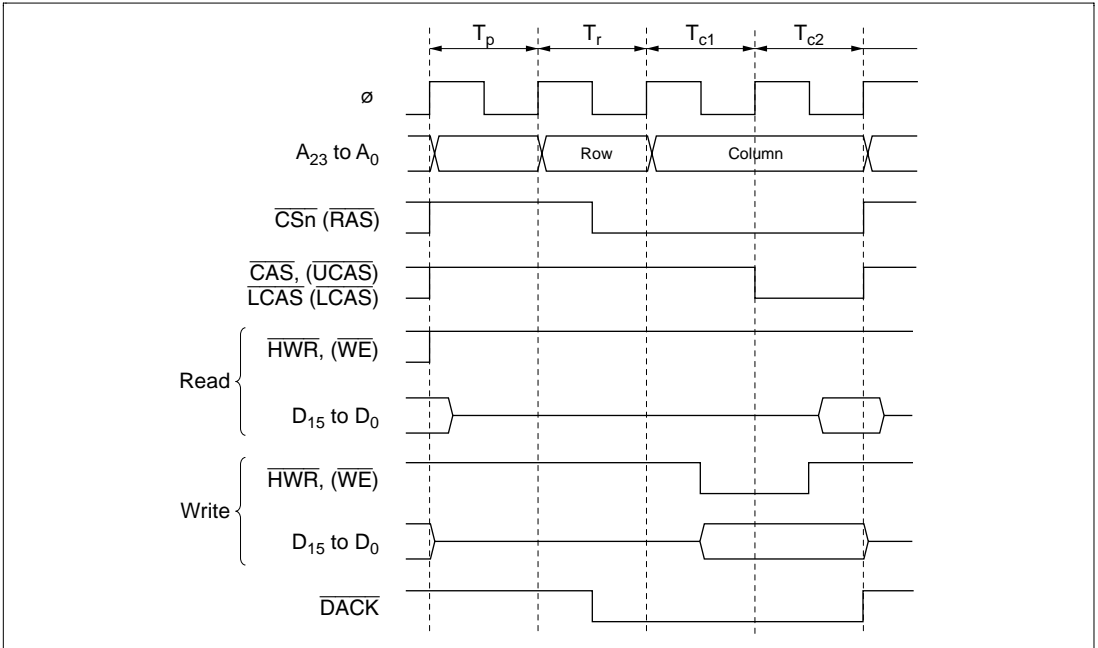 Tp Tr Tc1 Tc2
ø
A23 to A0 Row Column
CSn (RAS)
CAS, (UCAS)
LCAS (LCAS)
HWR, (WE)
Read
D15 to D0
HWR, (WE)
Write
D15 to D0
DACK